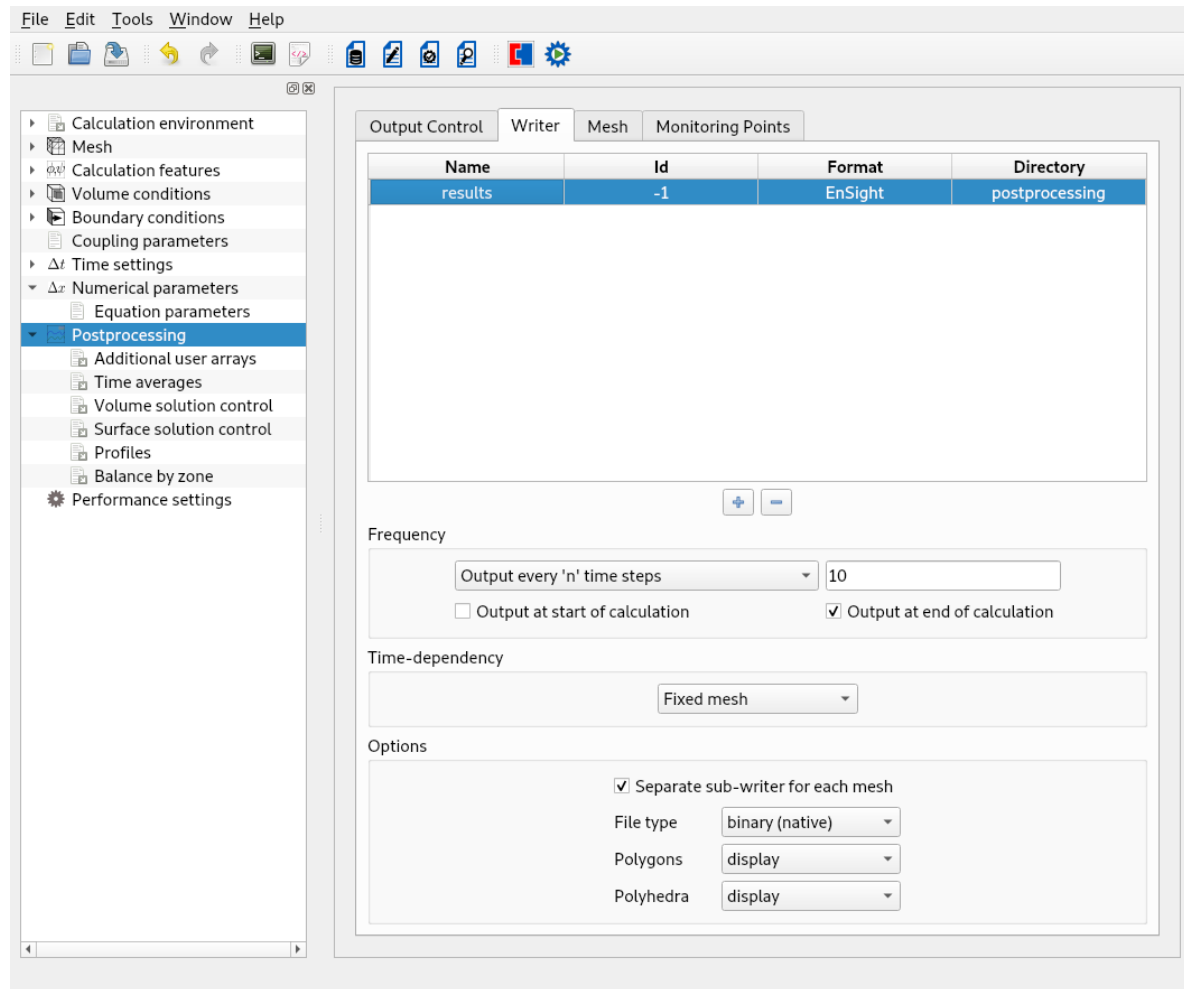 File Edit Tools Window Help
Calculation environment
Mesh
Calculation features
Volume conditions
Boundary conditions
Coupling parameters
Δt Time settings
Δx Numerical parameters
Equation parameters
Postprocessing
Additional user arrays
Time averages
Volume solution control
Surface solution control
Profiles
Balance by zone
Performance settings
Output Control Writer Mesh Monitoring Points
Name Id Format Directory
results -1 EnSight postprocessing
Frequency
Output every 'n' time steps 10
Output at start of calculation Output at end of calculation
Time-dependency
Fixed mesh
Options
Separate sub-writer for each mesh
File type binary (native)
Polygons display
Polyhedra display